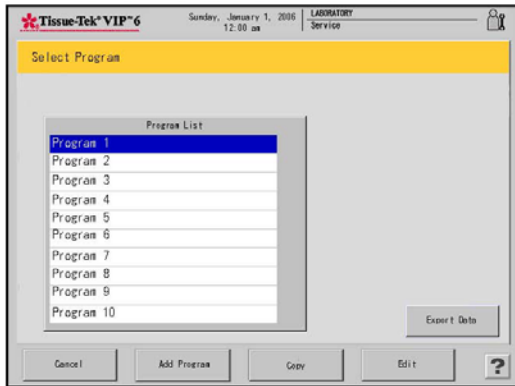 Tissue-Tek® VIP™6
Sunday, January 1, 2006
12:00 am
LABORATORY
Service
Select Program
Program List
Program 1
Program 2
Program 3
Program 4
Program 5
Program 6
Program 7
Program 8
Program 9
Program 10
Export Data
Cancel
Add Program
Copy
Edit
?